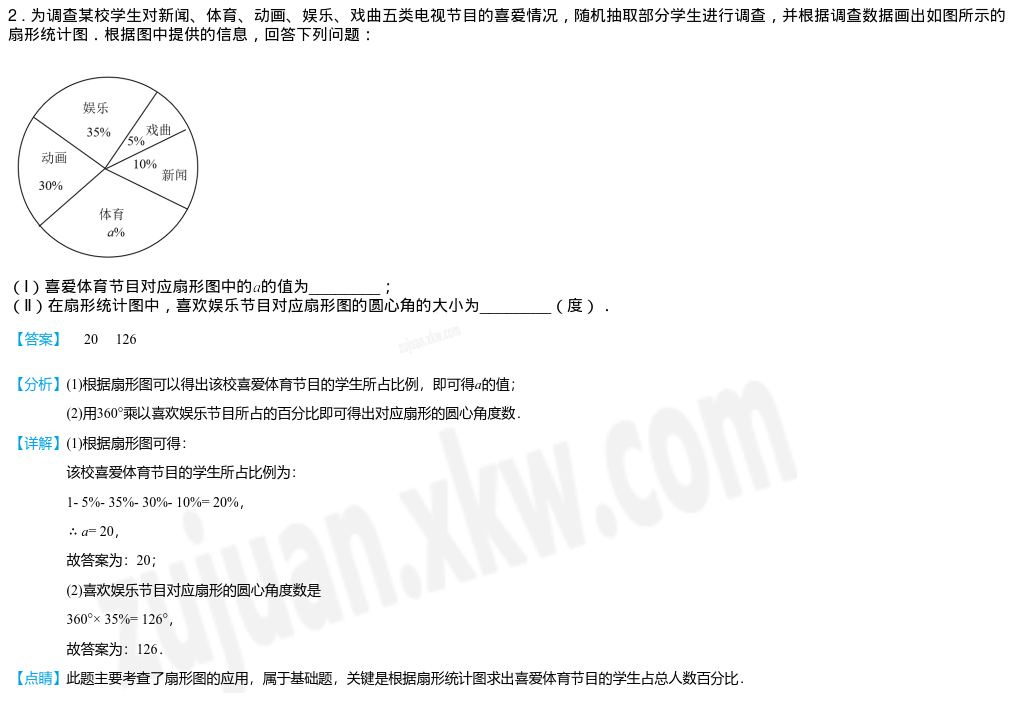 2．为调查某校学生对新闻、体育、动画、娱乐、戏曲五类电视节目的喜爱情况，随机抽取部分学生进行调查，并根据调查数据画出如图所示的
扇形统计图．根据图中提供的信息，回答下列问题：
娱乐
35%
戏曲
5%
动画
30%
10%
新闻
体育
a%
（Ⅰ）喜爱体育节目对应扇形图中的a的值为_________；
（Ⅱ）在扇形统计图中，喜欢娱乐节目对应扇形图的圆心角的大小为_________（度）．
【答案】 20 126
【分析】(1)根据扇形图可以得出该校喜爱体育节目的学生所占比例，即可得a的值；
(2)用360°乘以喜欢娱乐节目所占的百分比即可得出对应扇形的圆心角度数．
【详解】(1)根据扇形图可得：
该校喜爱体育节目的学生所占比例为：
1- 5%- 35%- 30%- 10%= 20%，
∴ a= 20，
故答案为：20；
(2)喜欢娱乐节目对应扇形的圆心角度数是
360°× 35%= 126°，
故答案为：126．
【点睛】此题主要考查了扇形图的应用，属于基础题，关键是根据扇形统计图求出喜爱体育节目的学生占总人数百分比．
zujuan.xkw.com
zujuan.xkw.com